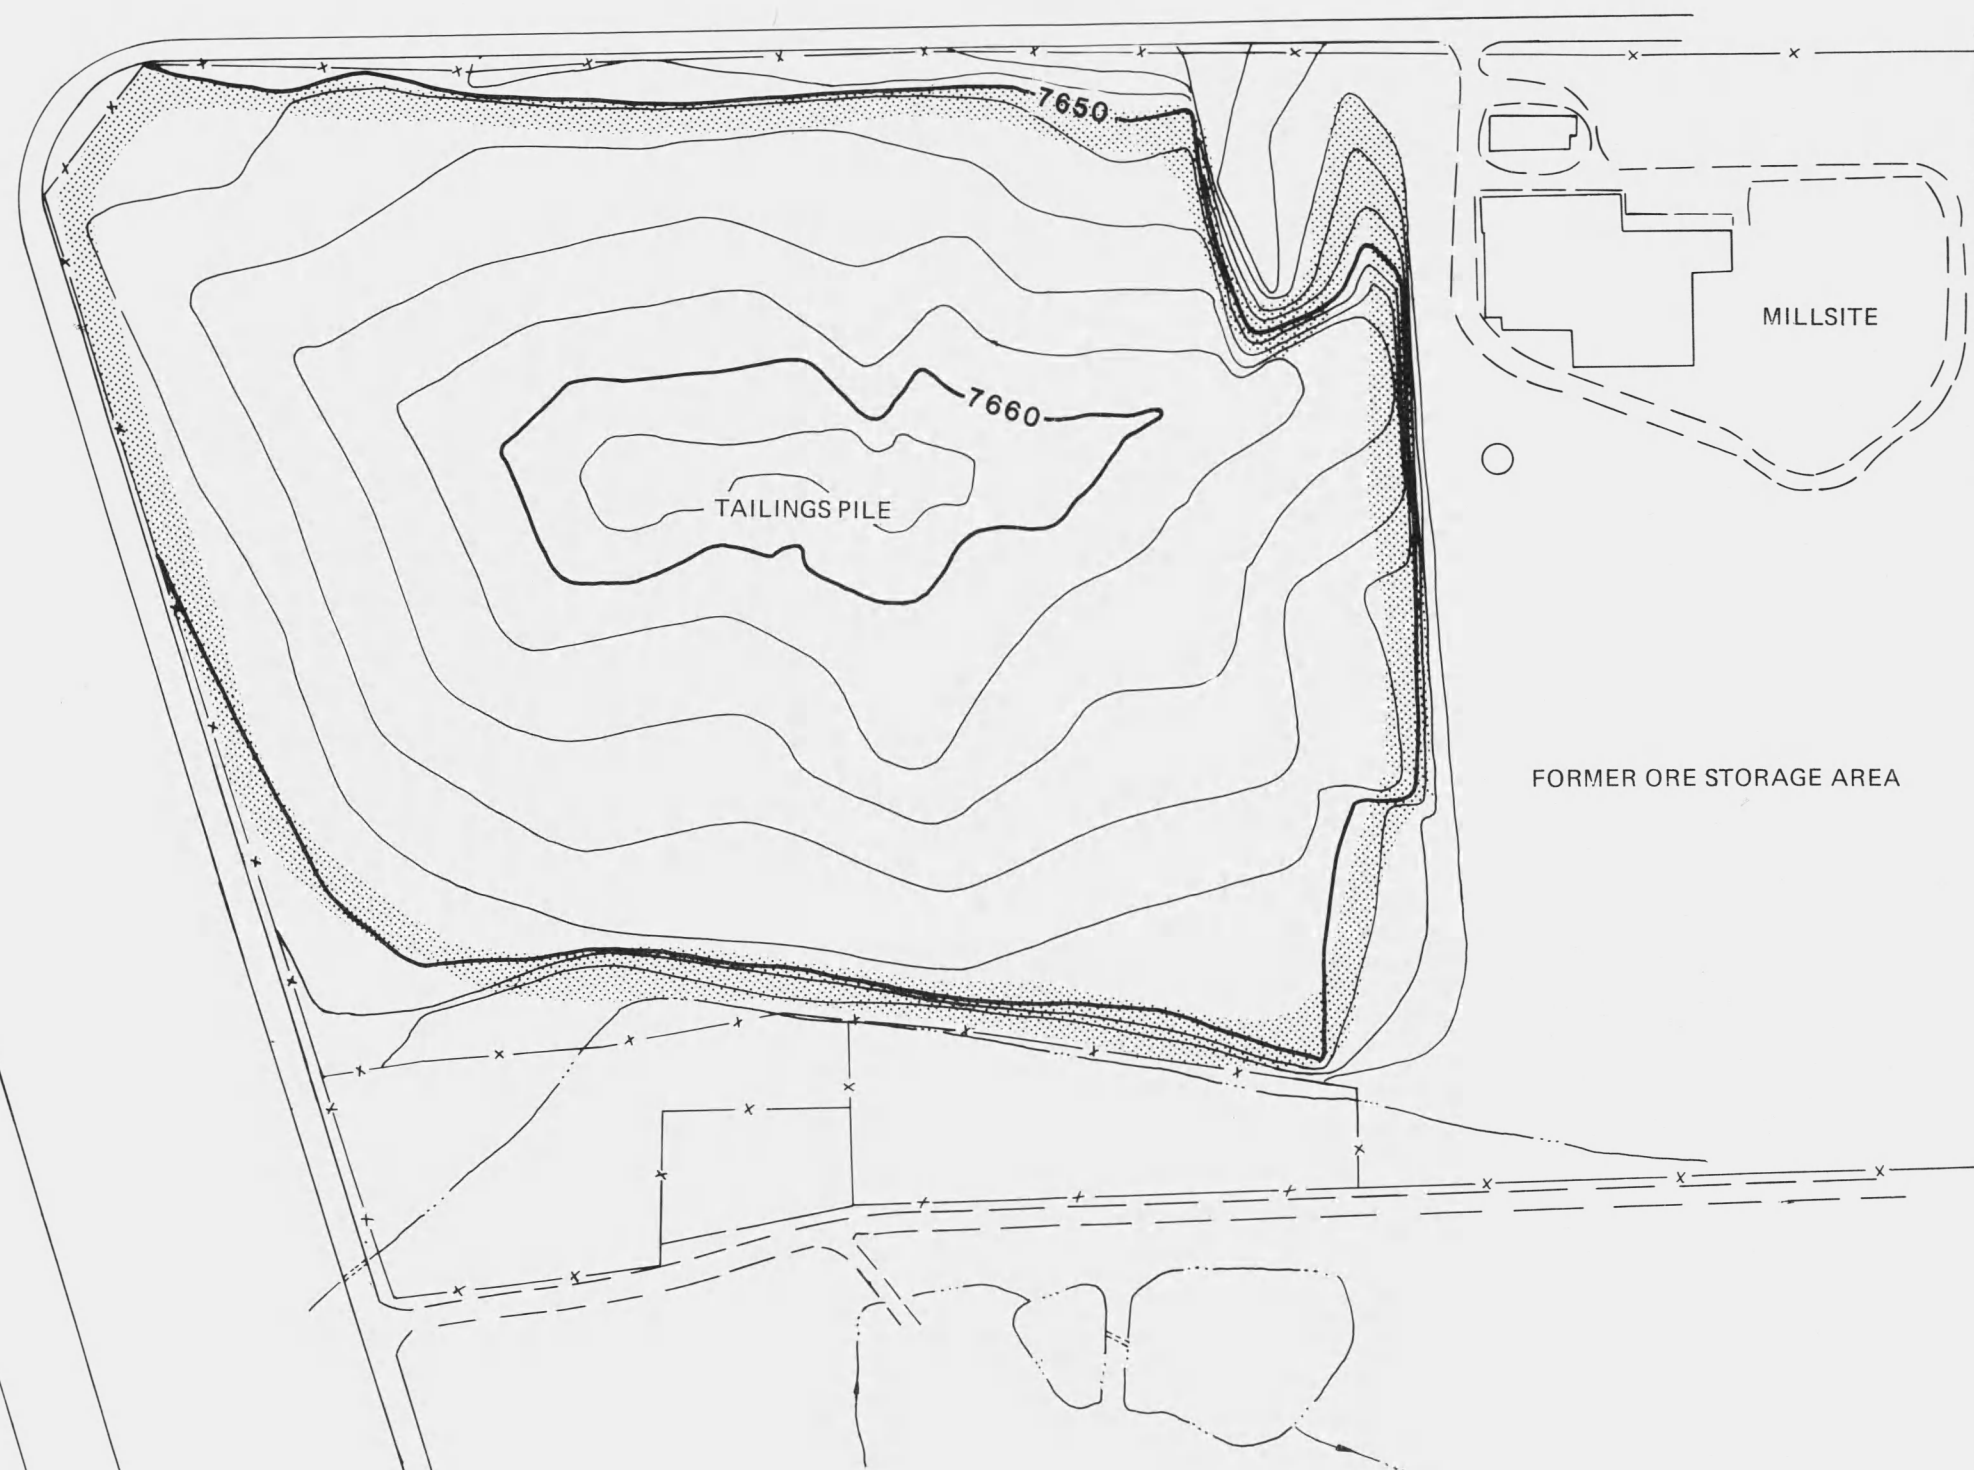 7650
MILLSITE
7660
TAILINGS PILE
FORMER ORE STORAGE AREA